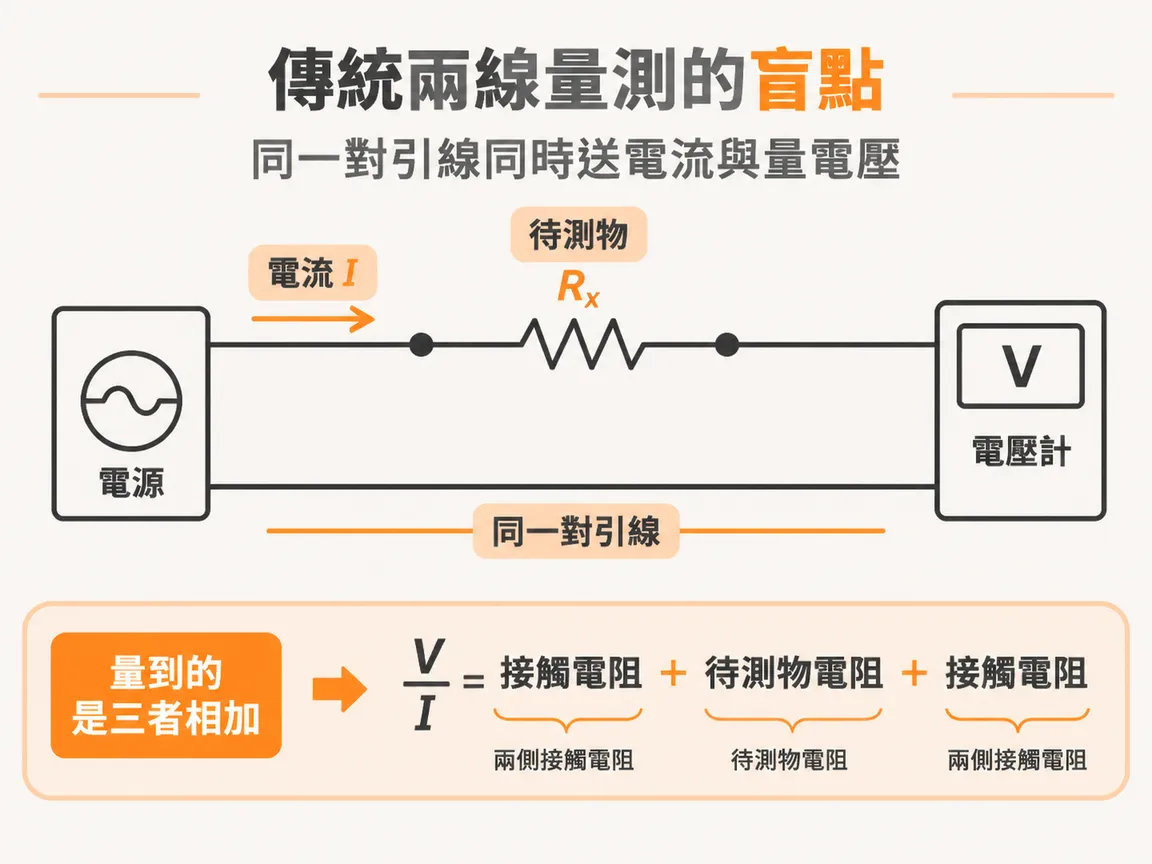 傳統兩線量測的盲點
同一對引線同時送電流與量電壓
待測物
電流 I
Rx
V
電源
電壓計
同一對引線
量到的
是三者相加
V
I
= 接觸電阻 + 待測物電阻 + 接觸電阻
兩側接觸電阻 待測物電阻 兩側接觸電阻